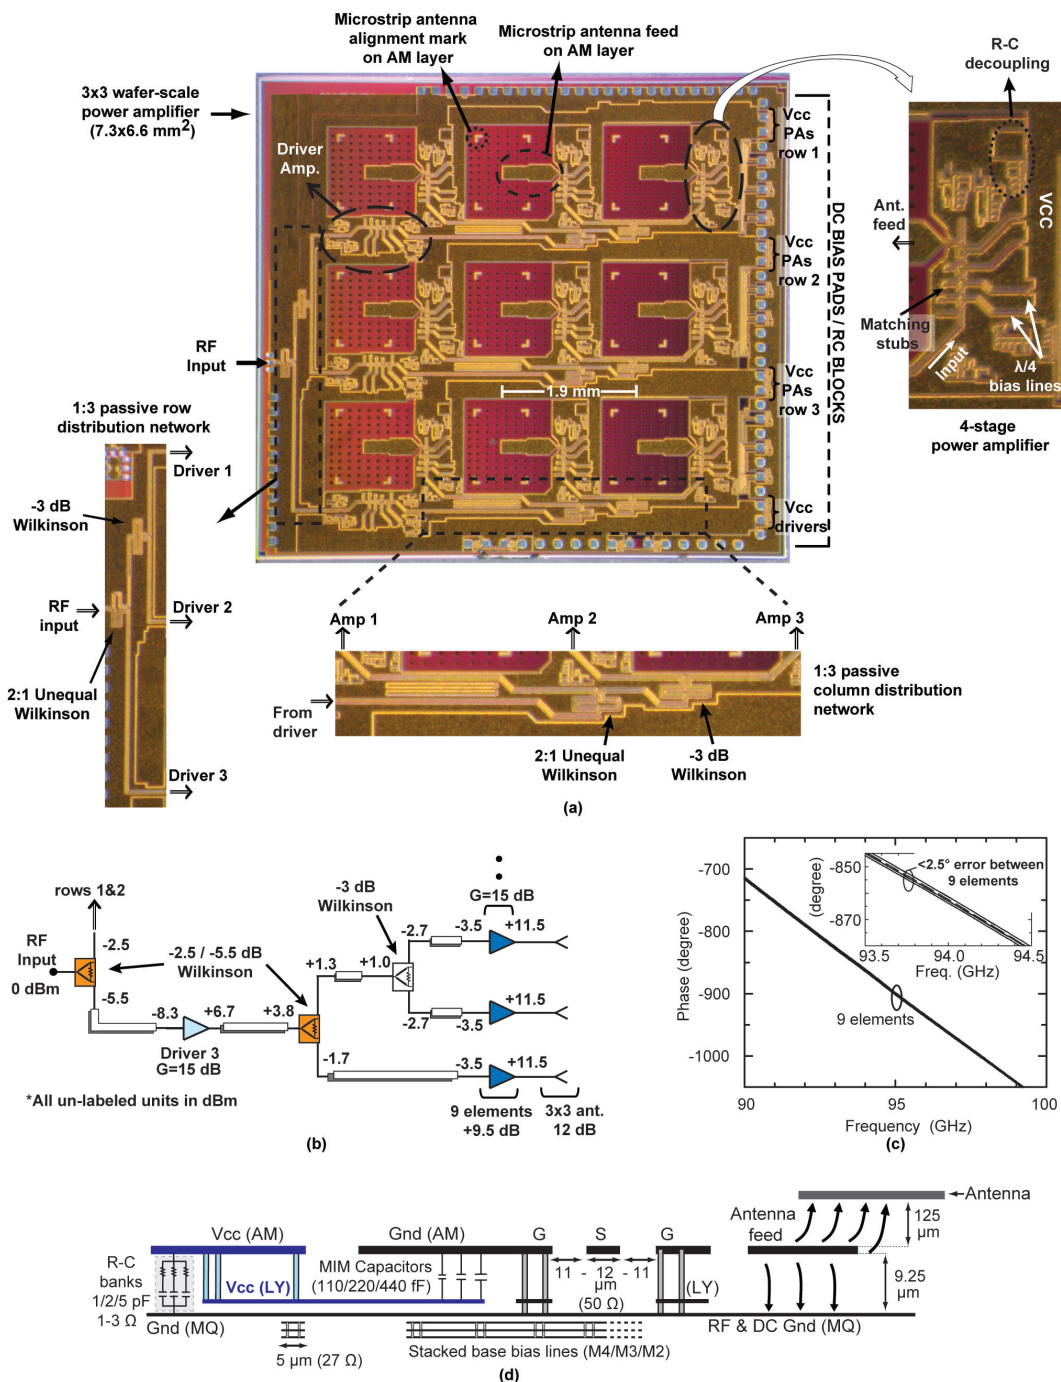 Microstrip antenna
alignment mark
on AM layer
Microstrip antenna feed
on AM layer
R-C
decoupling
3x3 wafer-scale
power amplifier
(7.3x6.6 mm2)
Driver
Amp.
Vcc
PAs
row 1
Vcc
PAs
row 2
Vcc
PAs
row 3
Vcc
drivers
DC BIAS PADS / RC BLOCKS
VCC
Ant.
feed
Matching
stubs
Input
λ/4
bias lines
4-stage
power amplifier
RF
Input
1.9 mm
1:3 passive row
distribution network
Driver 1
-3 dB
Wilkinson
RF
input
Driver 2
2:1 Unequal
Wilkinson
Driver 3
Amp 1
Amp 2
Amp 3
From
driver
1:3 passive
column distribution
network
2:1 Unequal
Wilkinson
-3 dB
Wilkinson
(a)
rows 1&2
RF
Input
0 dBm
-2.5
-5.5
-2.5 / -5.5 dB
Wilkinson
-8.3
+6.7
Driver 3
G=15 dB
+3.8
+1.3
+1.0
-3 dB
Wilkinson
-2.7
-3.5
G=15 dB
+11.5
-2.7
-3.5
+11.5
-1.7
-3.5
+11.5
9 elements
+9.5 dB
3x3 ant.
12 dB
*All un-labeled units in dBm
(b)
Phase (degree)
-700
-800
-900
-1000
90
95
100
Frequency (GHz)
9 elements
(degree)
-850
-870
<2.5° error between
9 elements
93.5
94.0
94.5
Freq. (GHz)
(c)
R-C
banks
1/2/5 pF
1-3 Ω
Vcc (AM)
Vcc (LY)
Gnd (MQ)
Gnd (AM)
MIM Capacitors
(110/220/440 fF)
G
S
G
11 - 12 - 11
µm
(50 Ω)
(LY)
5 µm (27 Ω)
Stacked base bias lines (M4/M3/M2)
Antenna
feed
Antenna
125
µm
9.25
µm
RF & DC Gnd (MQ)
(d)